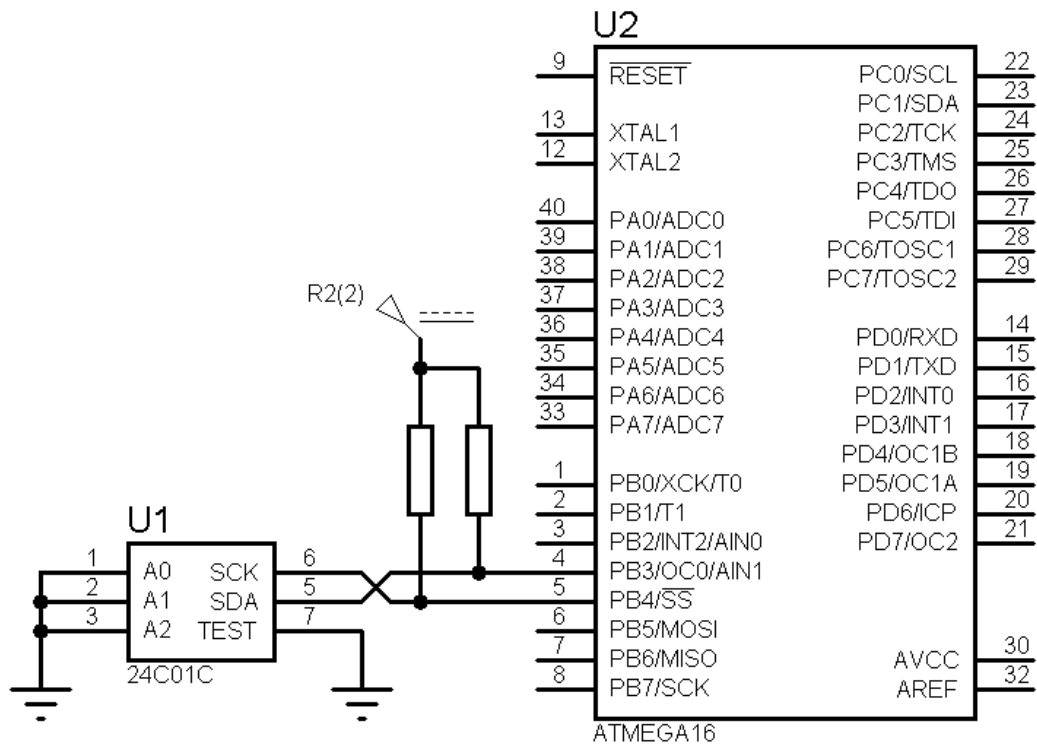 U2
9 RESET
13 XTAL1
12 XTAL2
40 PA0/ADC0
39 PA1/ADC1
38 PA2/ADC2
37 PA3/ADC3
36 PA4/ADC4
35 PA5/ADC5
34 PA6/ADC6
33 PA7/ADC7
1 PB0/XCK/T0
2 PB1/T1
3 PB2/INT2/AIN0
4 PB3/OC0/AIN1
5 PB4/SS
6 PB5/MOSI
7 PB6/MISO
8 PB7/SCK
PC0/SCL 22
PC1/SDA 23
PC2/TCK 24
PC3/TMS 25
PC4/TDO 26
PC5/TDI 27
PC6/TOSC1 28
PC7/TOSC2 29
PD0/RXD 14
PD1/TXD 15
PD2/INT0 16
PD3/INT1 17
PD4/OC1B 18
PD5/OC1A 19
PD6/ICP 20
PD7/OC2 21
AVCC 30
AREF 32
ATMEGA16
R2(2)
U1
1 A0
2 A1
3 A2
SCK 6
SDA 5
TEST 7
24C01C